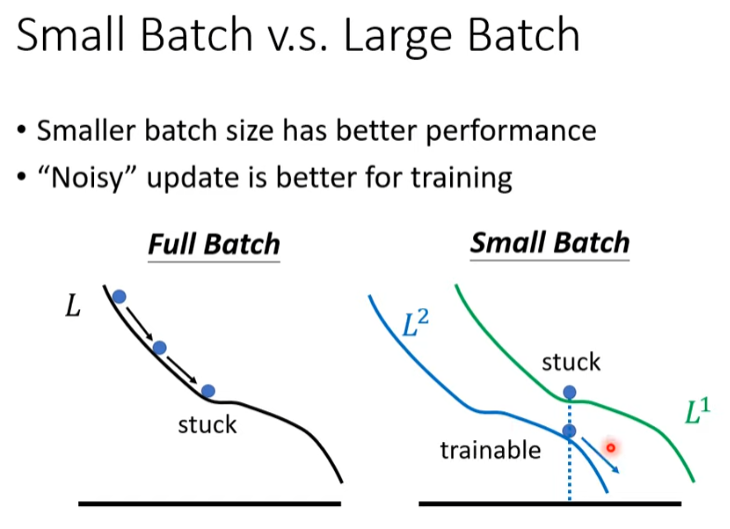 Small Batch v.s. Large Batch
• Smaller batch size has better performance
• “Noisy” update is better for training
Full Batch
Small Batch
L
stuck
L²
stuck
L¹
trainable